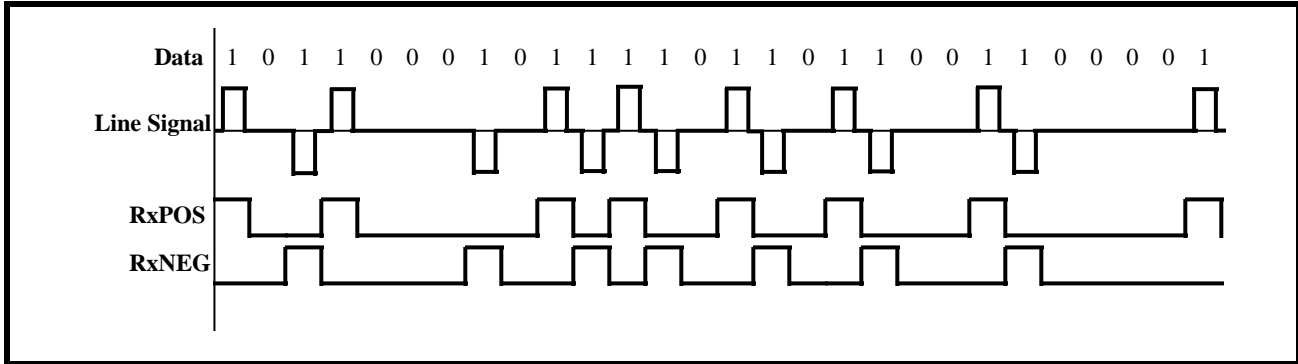 Data 1 0 1 1 0 0 0 1 0 1 1 1 1 0 1 1 0 1 1 0 0 1 1 0 0 0 0 1
Line Signal
RxPOS
RxNEG